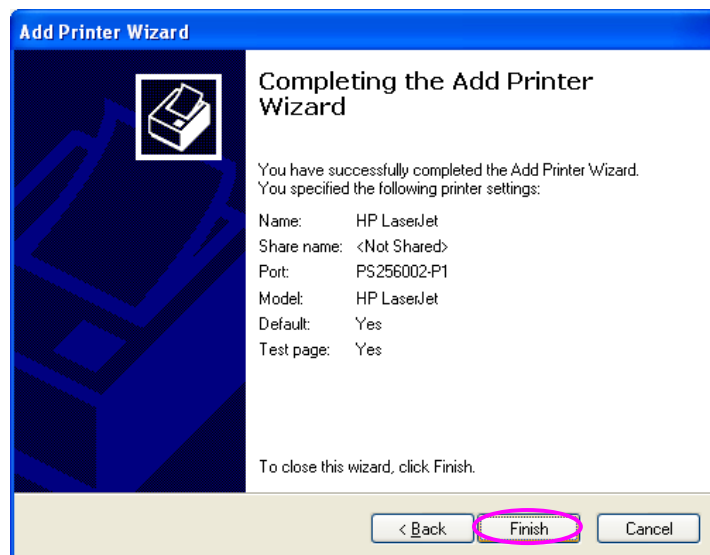 Add Printer Wizard
Completing the Add Printer
Wizard
You have successfully completed the Add Printer Wizard.
You specified the following printer settings:
Name: HP LaserJet
Share name: <Not Shared>
Port: PS256002-P1
Model: HP LaserJet
Default: Yes
Test page: Yes
To close this wizard, click Finish.
< Back Finish Cancel